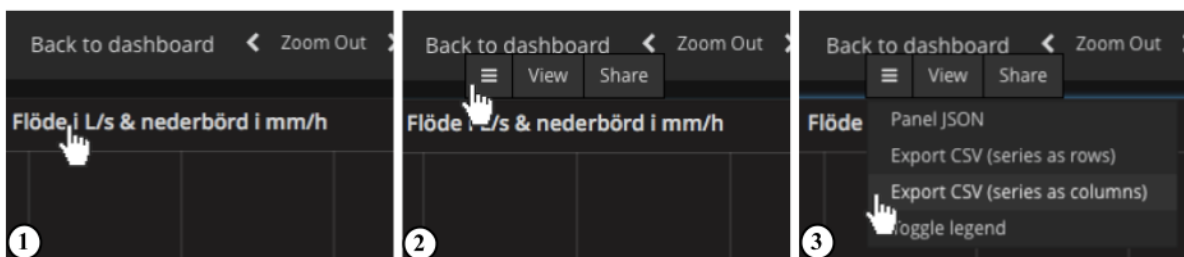 Back to dashboard Zoom Out
Flöde i L/s & nederbörd i mm/h
1
Back to dashboard Zoom Out
View Share
Flöde i L/s & nederbörd i mm/h
2
Back to dashboard Zoom Out
View Share
Flöde
Panel JSON
Export CSV (series as rows)
Export CSV (series as columns)
Toggle legend
3